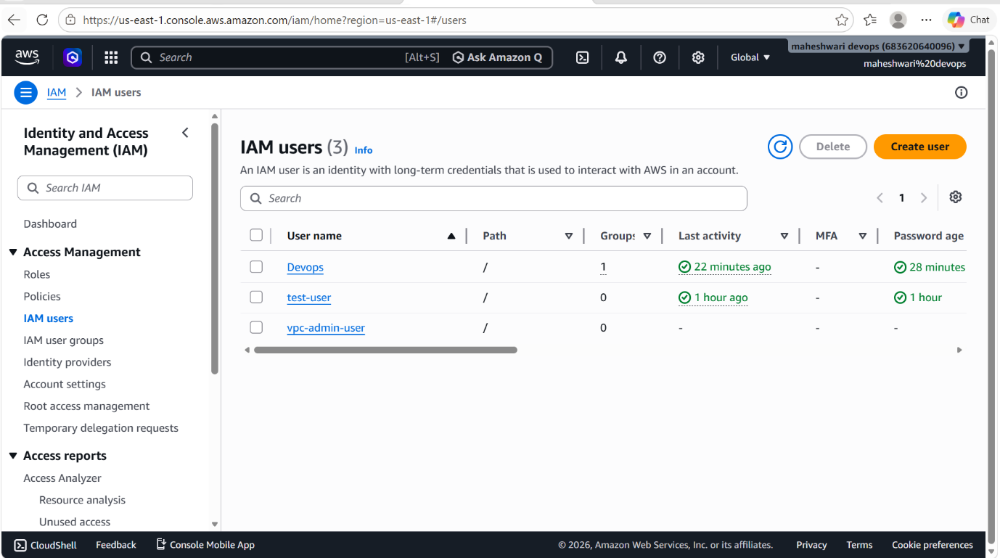 https://us-east-1.console.aws.amazon.com/iam/home?region=us-east-1#/users
Chat
aws
Search [Alt+S] Ask Amazon Q
Global
maheshwari devops (683620640096)
maheshwari%20devops
IAM IAM users
Identity and Access
Management (IAM)
Search IAM
Dashboard
Access Management
Roles
Policies
IAM users
IAM user groups
Identity providers
Account settings
Root access management
Temporary delegation requests
Access reports
Access Analyzer
Resource analysis
Unused access
IAM users (3) Info
Delete
Create user
An IAM user is an identity with long-term credentials that is used to interact with AWS in an account.
Search
1
User name Path Groups Last activity MFA Password age
Devops / 1 22 minutes ago - 28 minutes
test-user / 0 1 hour ago - 1 hour
vpc-admin-user / 0 - - -
CloudShell Feedback Console Mobile App © 2026, Amazon Web Services, Inc. or its affiliates. Privacy Terms Cookie preferences